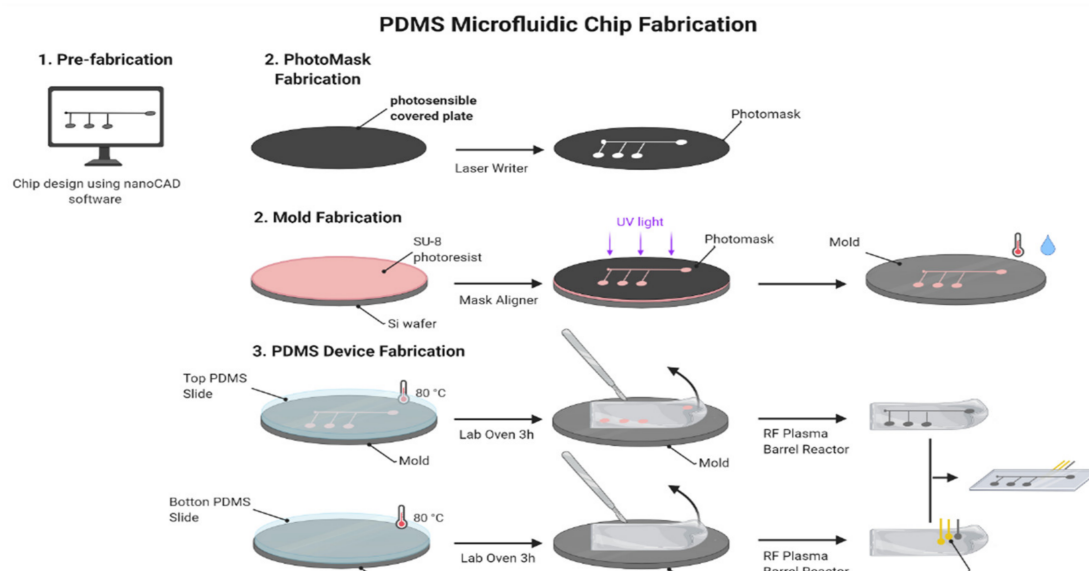 PDMS Microfluidic Chip Fabrication
1. Pre-fabrication
Chip design using nanoCAD
software
2. PhotoMask
Fabrication
photosensible
covered plate
Laser Writer
Photomask
2. Mold Fabrication
SU-8
photoresist
Si wafer
Mask Aligner
UV light
Photomask
Mold
3. PDMS Device Fabrication
Top PDMS
Slide
80 °C
Mold
Lab Oven 3h
Mold
RF Plasma
Barrel Reactor
Botton PDMS
Slide
80 °C
Lab Oven 3h
RF Plasma
Barrel Reactor